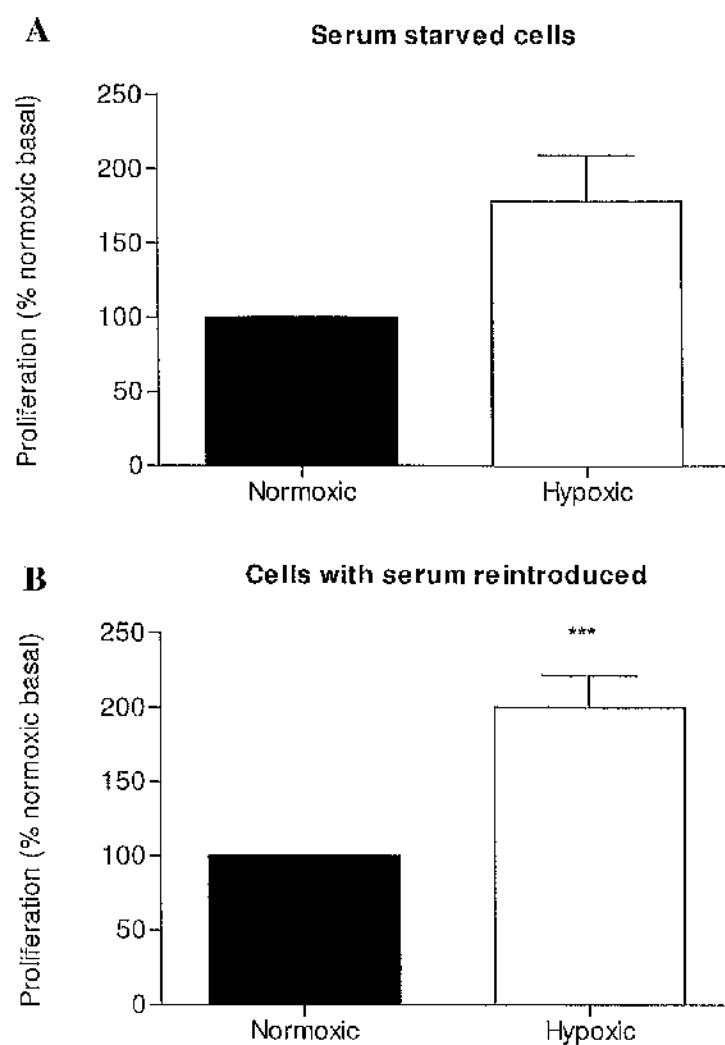 A
Serum starved cells
Proliferation (% normoxic basal)
250
200
150
100
50
0
Normoxic
Hypoxic
B
Cells with serum reintroduced
Proliferation (% normoxic basal)
250
200
150
100
50
0
***
Normoxic
Hypoxic